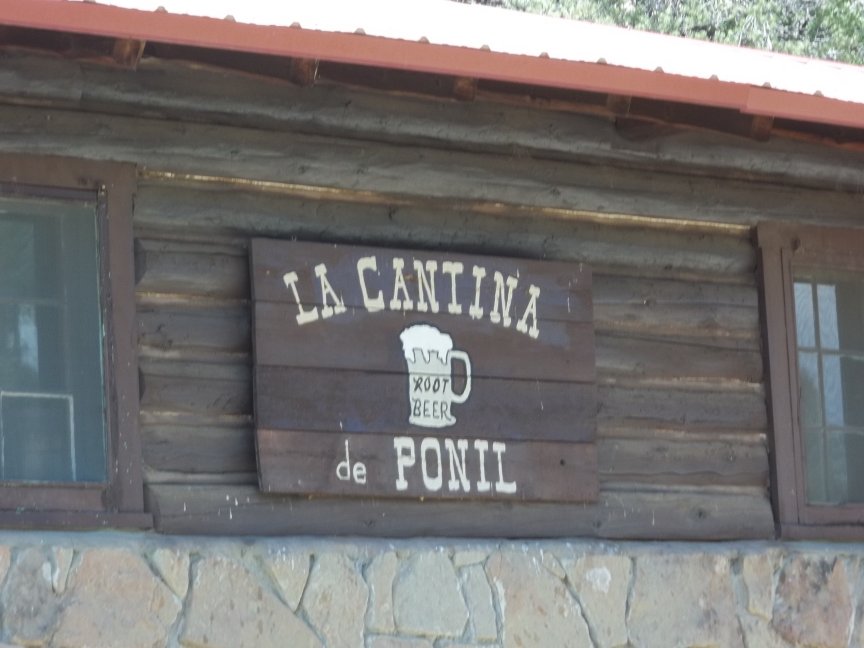 LA CANTINA
ROOT
BEER
de PONIL